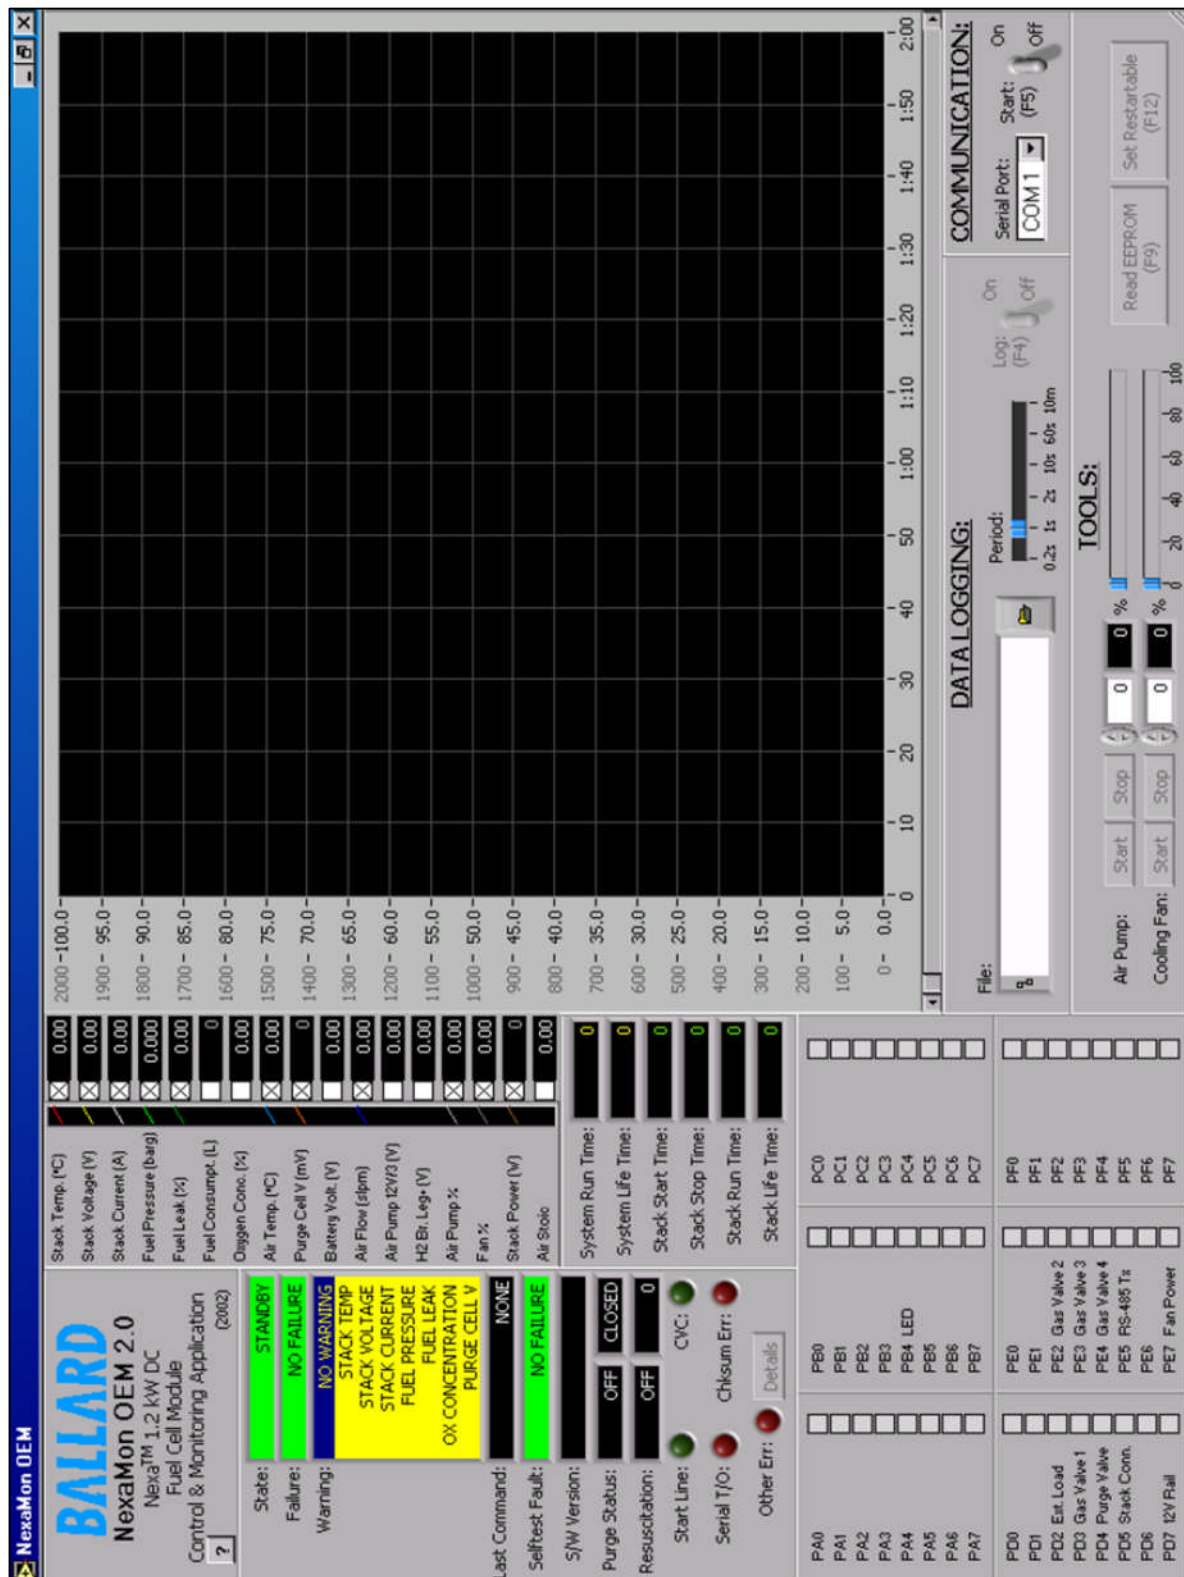 NexaMon OEM
BALLARD
NexaMon OEM 2.0
Nexa™ 1.2 kW DC
Fuel Cell Module
Control & Monitoring Application
? (2002)
State: STANDBY
Failure: NO FAILURE
Warning: NO WARNING
STACK TEMP
STACK VOLTAGE
STACK CURRENT
FUEL PRESSURE
FUEL LEAK
OX CONCENTRATION
PURGE CELL V
Last Command: NONE
Selftest Fault: NO FAILURE
S/W Version:
Purge Status: OFF CLOSED
Resuscitation: OFF 0
Start Line: CVC:
Serial T/O: Chksum Err:
Other Err: Details
Stack Temp. (°C) 0.00
Stack Voltage (V) 0.00
Stack Current (A) 0.00
Fuel Pressure (barg) 0.000
Fuel Leak (%) 0.00
Fuel Consumpt. (L) 0
Oxygen Conc. (%) 0.00
Air Temp. (°C) 0.00
Purge Cell V (mV) 0
Battery Volt. (V) 0.00
Air Flow (slpm) 0.00
Air Pump 12V/3 (V) 0.00
H2 Br. Leg+ (V) 0.00
Air Pump % 0.00
Fan % 0.00
Stack Power (W) 0
Air Stoic 0.00
System Run Time: 0
System Life Time: 0
Stack Start Time: 0
Stack Stop Time: 0
Stack Run Time: 0
Stack Life Time: 0
2000 - 100.0
1900 - 95.0
1800 - 90.0
1700 - 85.0
1600 - 80.0
1500 - 75.0
1400 - 70.0
1300 - 65.0
1200 - 60.0
1100 - 55.0
1000 - 50.0
900 - 45.0
800 - 40.0
700 - 35.0
600 - 30.0
500 - 25.0
400 - 20.0
300 - 15.0
200 - 10.0
100 - 5.0
0 - 0.0
0 10 20 30 40 50 1:00 1:10 1:20 1:30 1:40 1:50 2:00
PA0 PB0 PC0
PA1 PB1 PC1
PA2 PB2 PC2
PA3 PB3 PC3
PA4 PB4 LED PC4
PA5 PB5 PC5
PA6 PB6 PC6
PA7 PB7 PC7
PD0 PE0 PF0
PD1 PE1 PF1
PD2 Ext. Load PE2 Gas Valve 2 PF2
PD3 Gas Valve 1 PE3 Gas Valve 3 PF3
PD4 Purge Valve PE4 Gas Valve 4 PF4
PD5 Stack Conn. PE5 RS-485 Tx PF5
PD6 PE6 PF6
PD7 12V Rail PE7 Fan Power PF7
DATA LOGGING:
File:
Period:
0.2s 1s 2s 10s 60s 10m
Log: On
(F4) Off
COMMUNICATION:
Serial Port: Start: On
COM 1 (F5) Off
TOOLS:
Air Pump: Start Stop 0 0 %
Cooling Fan: Start Stop 0 0 %
0 20 40 60 80 100
Read EEPROM
(F9)
Set Restartable
(F12)